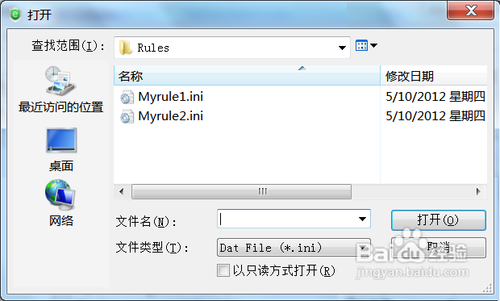 打开
查找范围(I):
Rules
名称
修改日期
最近访问的位置
Myrule1.ini
5/10/2012 星期四
Myrule2.ini
5/10/2012 星期四
桌面
网络
文件名(N):
打开(O)
文件类型(T):
Dat File (*.ini)
取消
以只读方式打开(R)
Baidu 经验
jingyan.baidu.com